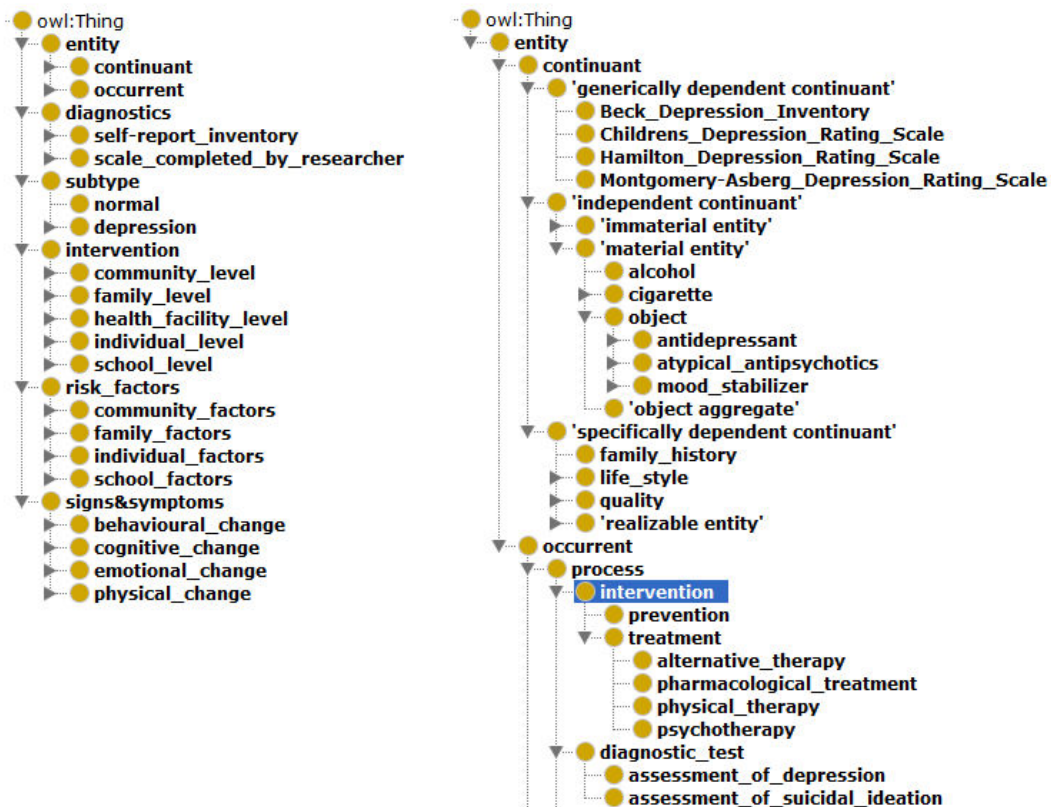 owl:Thing
entity
continuant
occurrent
diagnostics
self-report_inventory
scale_completed_by_researcher
subtype
normal
depression
intervention
community_level
family_level
health_facility_level
individual_level
school_level
risk_factors
community_factors
family_factors
individual_factors
school_factors
signs&symptoms
behavioural_change
cognitive_change
emotional_change
physical_change
owl:Thing
entity
continuant
'generically dependent continuant'
Beck_Depression_Inventory
Childrens_Depression_Rating_Scale
Hamilton_Depression_Rating_Scale
Montgomery-Asberg_Depression_Rating_Scale
'independent continuant'
'immaterial entity'
'material entity'
alcohol
cigarette
object
antidepressant
atypical_antipsychotics
mood_stabilizer
'object aggregate'
'specifically dependent continuant'
family_history
life_style
quality
'realizable entity'
occurrent
process
intervention
prevention
treatment
alternative_therapy
pharmacological_treatment
physical_therapy
psychotherapy
diagnostic_test
assessment_of_depression
assessment_of_suicidal_ideation